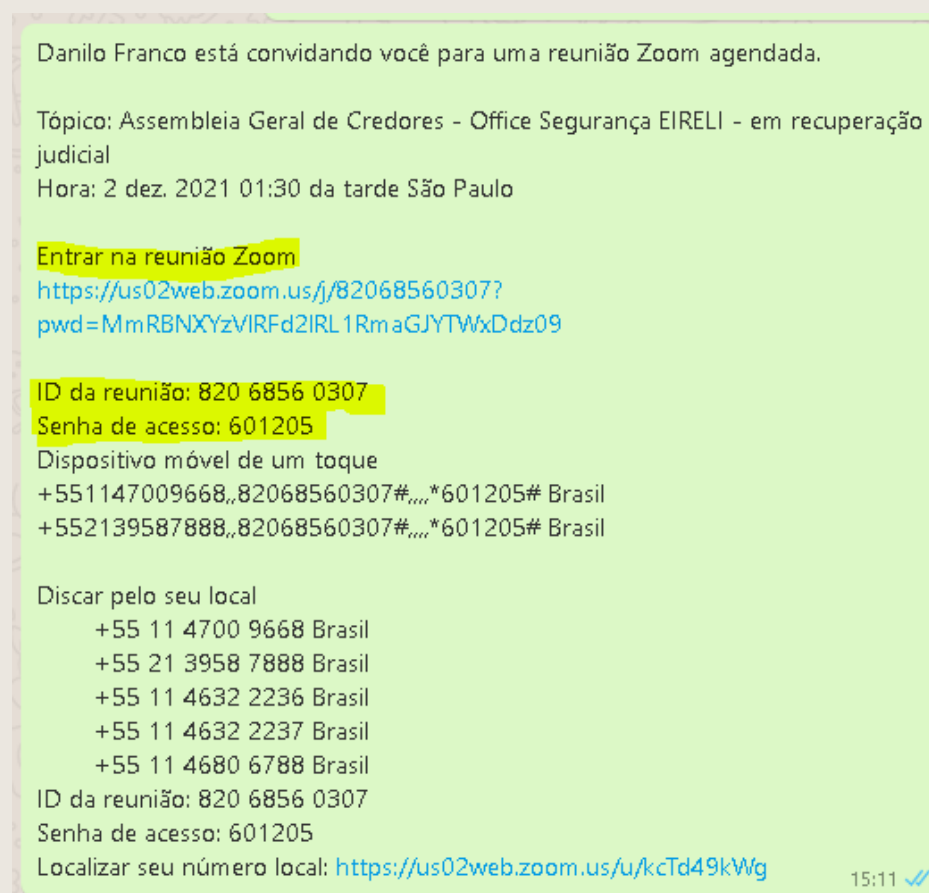 Danilo Franco está convidando você para uma reunião Zoom agendada.
Tópico: Assembleia Geral de Credores - Office Segurança EIRELI - em recuperação
judicial
Hora: 2 dez. 2021 01:30 da tarde São Paulo
Entrar na reunião Zoom
https://us02web.zoom.us/j/82068560307?
pwd=MmRBNXYzVlRFd2lRL1RmaGJYTWxDdz09
ID da reunião: 820 6856 0307
Senha de acesso: 601205
Dispositivo móvel de um toque
+551147009668,,82068560307#,,,,*601205# Brasil
+552139587888,,82068560307#,,,,*601205# Brasil
Discar pelo seu local
+55 11 4700 9668 Brasil
+55 21 3958 7888 Brasil
+55 11 4632 2236 Brasil
+55 11 4632 2237 Brasil
+55 11 4680 6788 Brasil
ID da reunião: 820 6856 0307
Senha de acesso: 601205
Localizar seu número local: https://us02web.zoom.us/u/kcTd49kWg
15:11